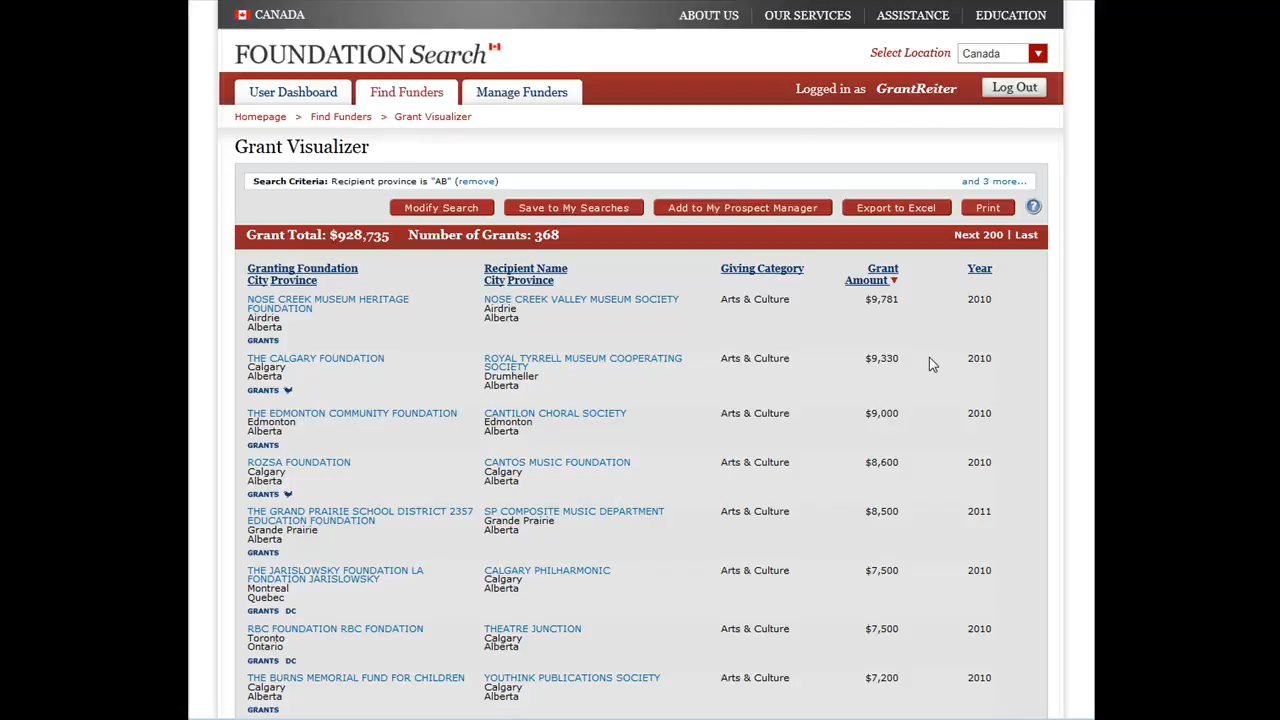 CANADA
ABOUT US OUR SERVICES ASSISTANCE EDUCATION
FOUNDATION Search
Select Location Canada
User Dashboard Find Funders Manage Funders Logged in as GrantReiter Log Out
Homepage > Find Funders > Grant Visualizer
Grant Visualizer
Search Criteria: Recipient province is "AB" (remove) and 3 more...
Modify Search Save to My Searches Add to My Prospect Manager Export to Excel Print ?
Grant Total: $928,735 Number of Grants: 368 Next 200 | Last
Granting Foundation Recipient Name Giving Category Grant Year
City Province City Province Amount ▼
NOSE CREEK MUSEUM HERITAGE NOSE CREEK VALLEY MUSEUM SOCIETY Arts & Culture $9,781 2010
FOUNDATION Airdrie
Airdrie Alberta
Alberta
GRANTS
THE CALGARY FOUNDATION ROYAL TYRRELL MUSEUM COOPERATING Arts & Culture $9,330 2010
Calgary SOCIETY
Alberta Drumheller
Alberta
GRANTS
THE EDMONTON COMMUNITY FOUNDATION CANTILON CHORAL SOCIETY Arts & Culture $9,000 2010
Edmonton Edmonton
Alberta Alberta
GRANTS
ROZSA FOUNDATION CANTOS MUSIC FOUNDATION Arts & Culture $8,600 2010
Calgary Calgary
Alberta Alberta
GRANTS
THE GRAND PRAIRIE SCHOOL DISTRICT 2357 SP COMPOSITE MUSIC DEPARTMENT Arts & Culture $8,500 2011
EDUCATION FOUNDATION Grande Prairie
Grande Prairie Alberta
Alberta
GRANTS
THE JARISLOWSKY FOUNDATION LA CALGARY PHILHARMONIC Arts & Culture $7,500 2010
FONDATION JARISLOWSKY Calgary
Montreal Alberta
Quebec
GRANTS DC
RBC FOUNDATION RBC FONDATION THEATRE JUNCTION Arts & Culture $7,500 2010
Toronto Calgary
Ontario Alberta
GRANTS DC
THE BURNS MEMORIAL FUND FOR CHILDREN YOUTHINK PUBLICATIONS SOCIETY Arts & Culture $7,200 2010
Calgary Calgary
Alberta Alberta
GRANTS